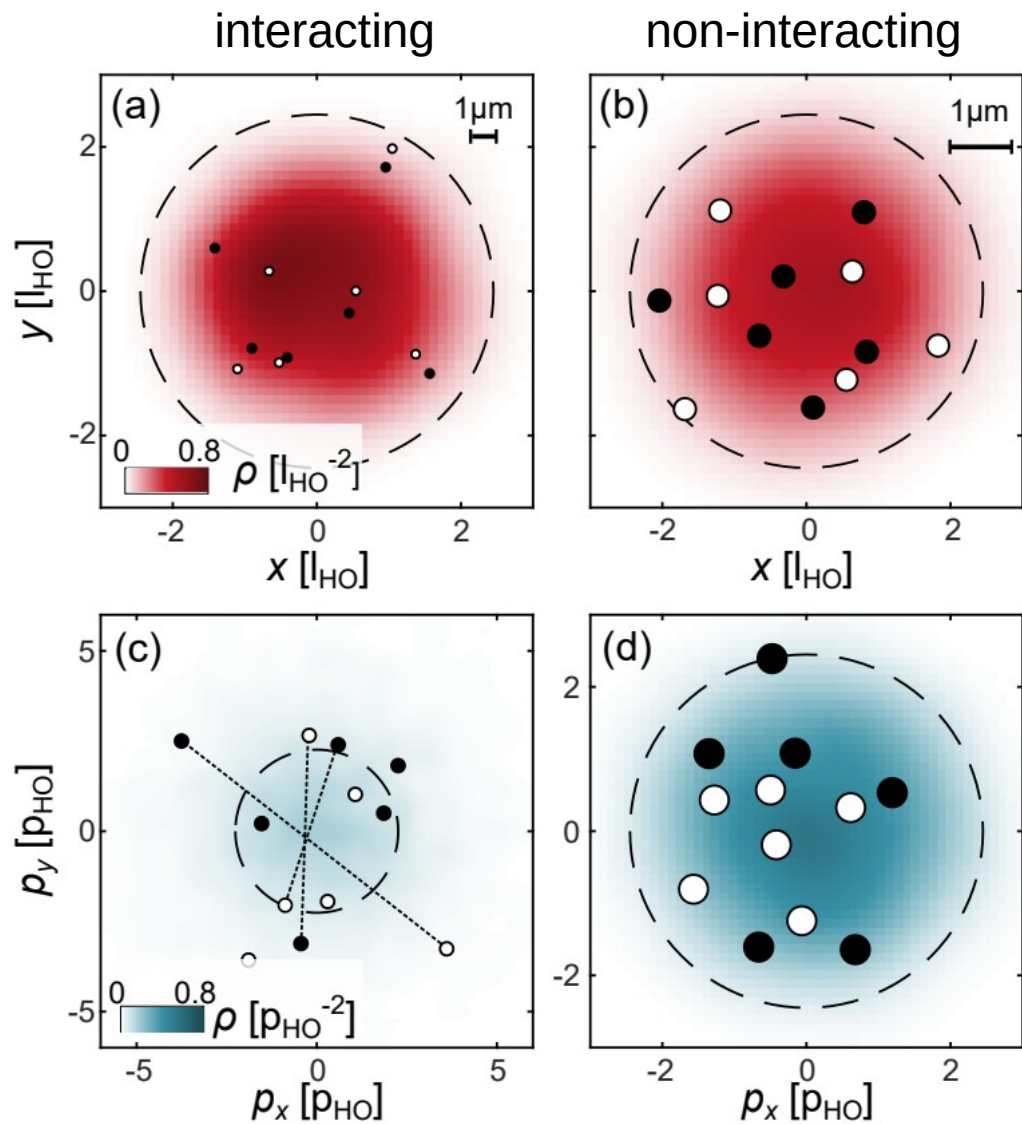 interacting
non-interacting
(a)
1μm
(b)
1μm
y [l_HO]
2
0
-2
0
0.8
ρ [l_HO^-2]
-2
0
2
x [l_HO]
-2
0
2
x [l_HO]
(c)
(d)
p_y [p_HO]
5
0
-5
0
0.8
ρ [p_HO^-2]
2
0
-2
-5
0
5
p_x [p_HO]
-2
0
2
p_x [p_HO]